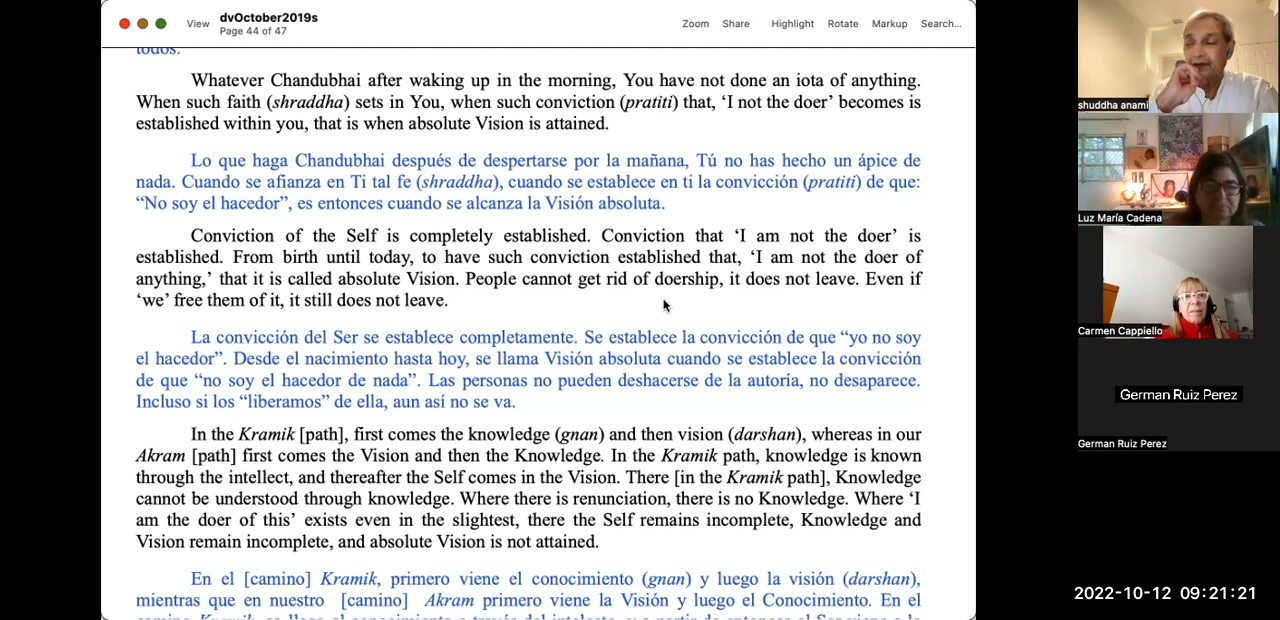 View
dvOctober2019s
Page 44 of 47
Zoom Share Highlight Rotate Markup Search...
todos.
Whatever Chandubhai after waking up in the morning, You have not done an iota of anything.
When such faith (shraddha) sets in You, when such conviction (pratiti) that, ‘I not the doer’ becomes is
established within you, that is when absolute Vision is attained.
Lo que haga Chandubhai después de despertarse por la mañana, Tú no has hecho un ápice de
nada. Cuando se afianza en Ti tal fe (shraddha), cuando se establece en ti la convicción (pratiti) de que:
“No soy el hacedor”, es entonces cuando se alcanza la Visión absoluta.
Conviction of the Self is completely established. Conviction that ‘I am not the doer’ is
established. From birth until today, to have such conviction established that, ‘I am not the doer of
anything,’ that it is called absolute Vision. People cannot get rid of doership, it does not leave. Even if
‘we’ free them of it, it still does not leave.
La convicción del Ser se establece completamente. Se establece la convicción de que “yo no soy
el hacedor”. Desde el nacimiento hasta hoy, se llama Visión absoluta cuando se establece la convicción
de que “no soy el hacedor de nada”. Las personas no pueden deshacerse de la autoría, no desaparece.
Incluso si los “liberamos” de ella, aun así no se va.
In the Kramik [path], first comes the knowledge (gnan) and then vision (darshan), whereas in our
Akram [path] first comes the Vision and then the Knowledge. In the Kramik path, knowledge is known
through the intellect, and thereafter the Self comes in the Vision. There [in the Kramik path], Knowledge
cannot be understood through knowledge. Where there is renunciation, there is no Knowledge. Where ‘I
am the doer of this’ exists even in the slightest, there the Self remains incomplete, Knowledge and
Vision remain incomplete, and absolute Vision is not attained.
En el [camino] Kramik, primero viene el conocimiento (gnan) y luego la visión (darshan),
mientras que en nuestro [camino] Akram primero viene la Visión y luego el Conocimiento. En el
shuddha anami
Luz María Cadena
Carmen Cappiello
German Ruiz Perez
German Ruiz Perez
2022-10-12 09:21:21